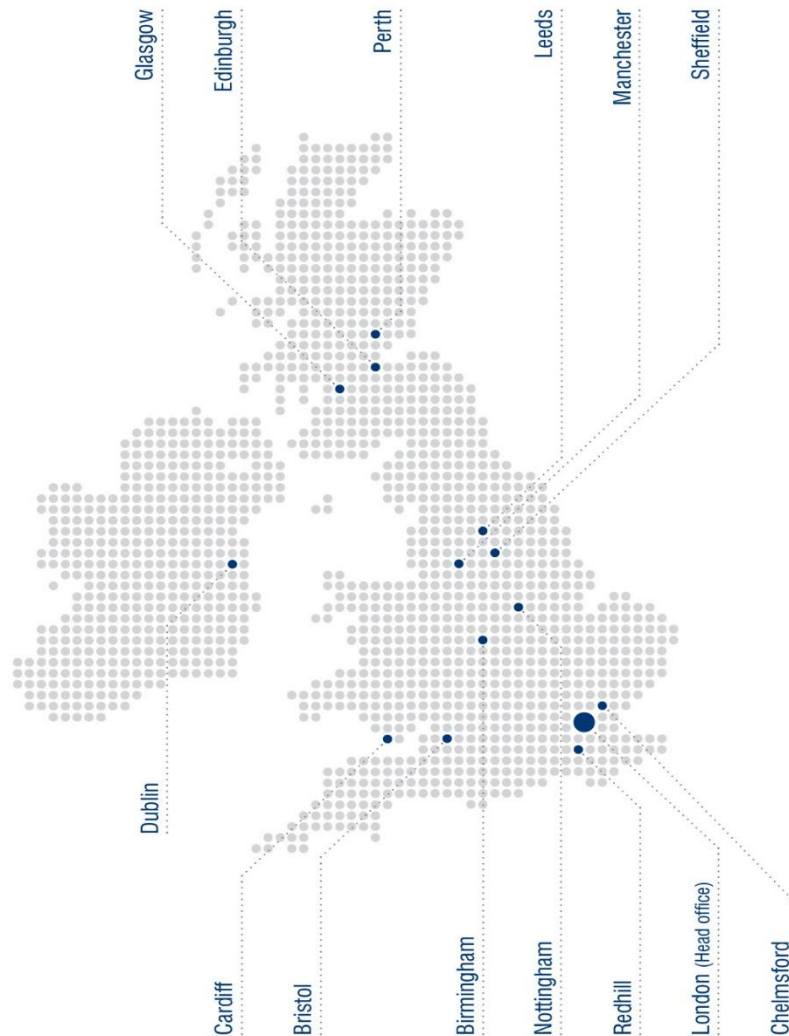 Glasgow
Edinburgh
Perth
Leeds
Manchester
Sheffield
Dublin
Cardiff
Bristol
Birmingham
Nottingham
Redhill
London (Head office)
Chelmsford